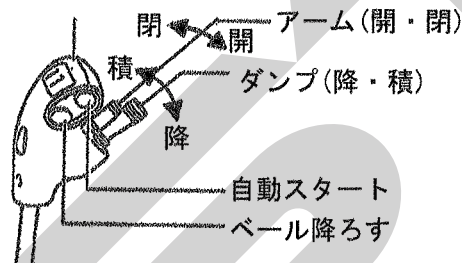 閉
開
アーム(開・閉)
積
ダンプ(降・積)
降
自動スタート
ベール降ろす